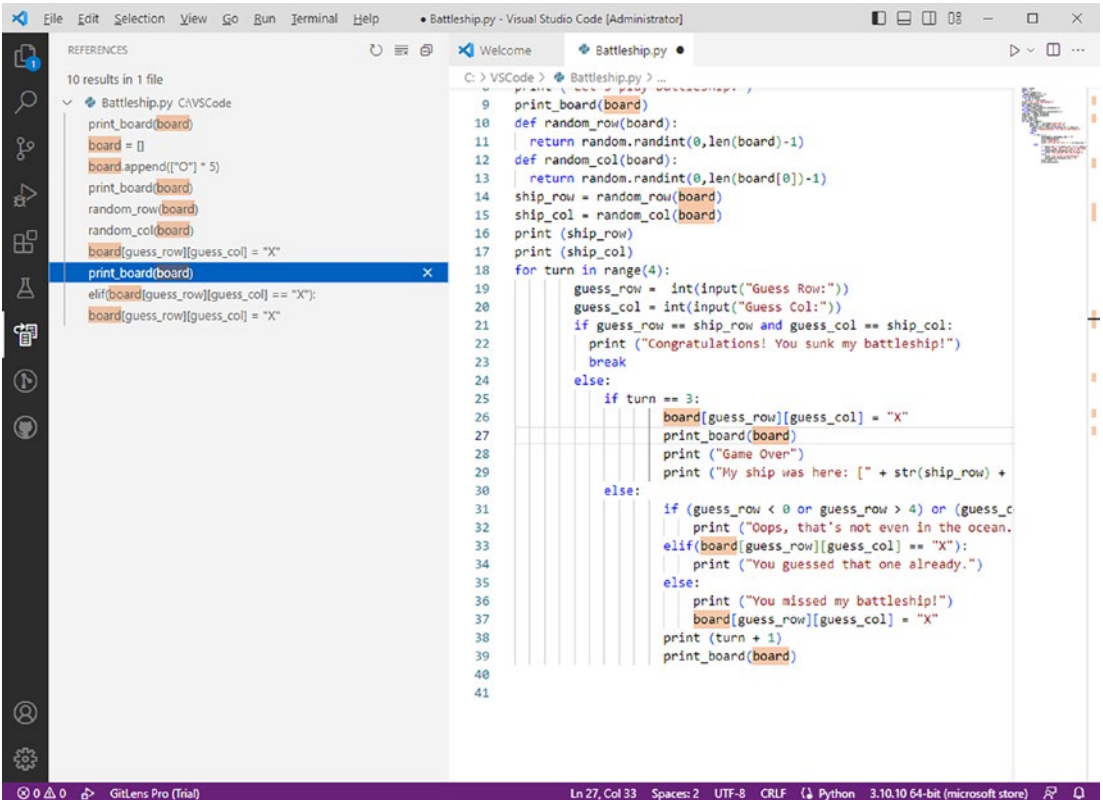 File Edit Selection View Go Run Terminal Help
● Battleship.py - Visual Studio Code [Administrator]
1
REFERENCES
10 results in 1 file
Battleship.py C:\VSCode
print_board(board)
board = []
board.append(["O"] * 5)
print_board(board)
random_row(board)
random_col(board)
board[guess_row][guess_col] = "X"
print_board(board)
elif(board[guess_row][guess_col] == "X"):
board[guess_row][guess_col] = "X"
Welcome
Battleship.py ●
C: > VSCode > Battleship.py > ...
9 print_board(board)
10 def random_row(board):
11 return random.randint(0,len(board)-1)
12 def random_col(board):
13 return random.randint(0,len(board[0])-1)
14 ship_row = random_row(board)
15 ship_col = random_col(board)
16 print (ship_row)
17 print (ship_col)
18 for turn in range(4):
19 guess_row =  int(input("Guess Row:"))
20 guess_col = int(input("Guess Col:"))
21 if guess_row == ship_row and guess_col == ship_col:
22 print ("Congratulations! You sunk my battleship!")
23 break
24 else:
25 if turn == 3:
26 board[guess_row][guess_col] = "X"
27 print_board(board)
28 print ("Game Over")
29 print ("My ship was here: [" + str(ship_row) +
30 else:
31 if (guess_row < 0 or guess_row > 4) or (guess_c
32 print ("Oops, that's not even in the ocean.
33 elif(board[guess_row][guess_col] == "X"):
34 print ("You guessed that one already.")
35 else:
36 print ("You missed my battleship!")
37 board[guess_row][guess_col] = "X"
38 print (turn + 1)
39 print_board(board)
40
41
0 0 GitLens Pro (Trial)
Ln 27, Col 33 Spaces: 2 UTF-8 CRLF Python 3.10.10 64-bit (microsoft store)